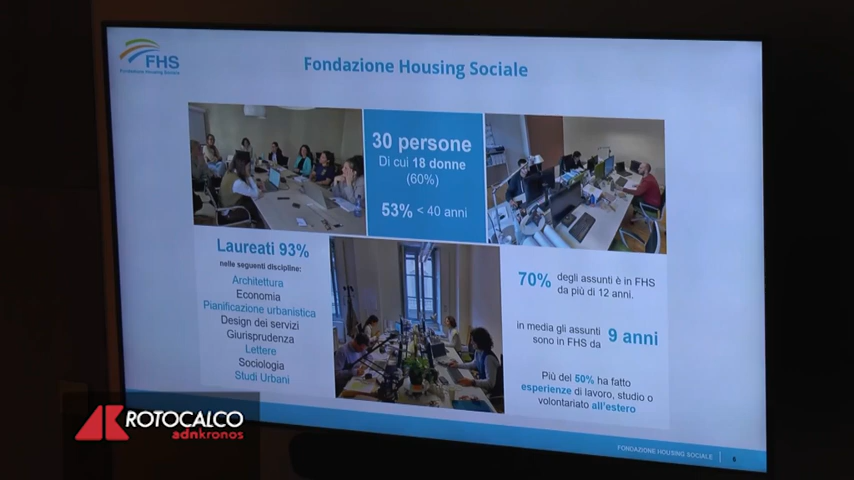 FHS
Fondazione Housing Sociale
Fondazione Housing Sociale
30 persone
Di cui 18 donne
(60%)
53% < 40 anni
Laureati 93%
nelle seguenti discipline:
Architettura
Economia
Pianificazione urbanistica
Design dei servizi
Giurisprudenza
Lettere
Sociologia
Studi Urbani
70% degli assunti è in FHS
da più di 12 anni.
in media gli assunti
sono in FHS da 9 anni
Più del 50% ha fatto
esperienze di lavoro, studio o
volontariato all'estero
ROTOCALCO
adnkronos
FONDAZIONE HOUSING SOCIALE